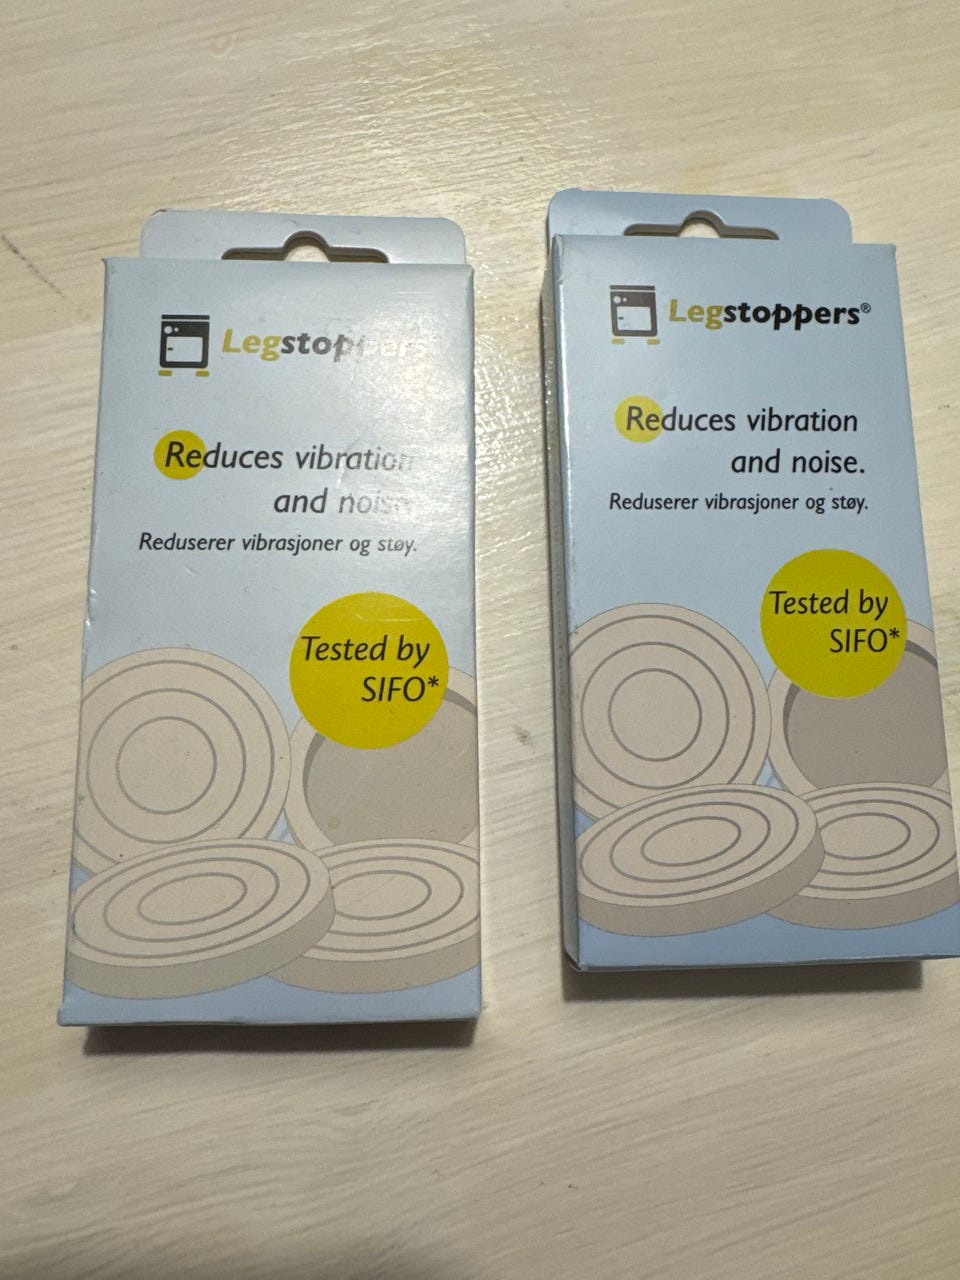 Legstoppers
Reduces vibration
and noise.
Reduserer vibrasjoner og støy.
Tested by
SIFO*
Legstoppers®
Reduces vibration
and noise.
Reduserer vibrasjoner og støy.
Tested by
SIFO*